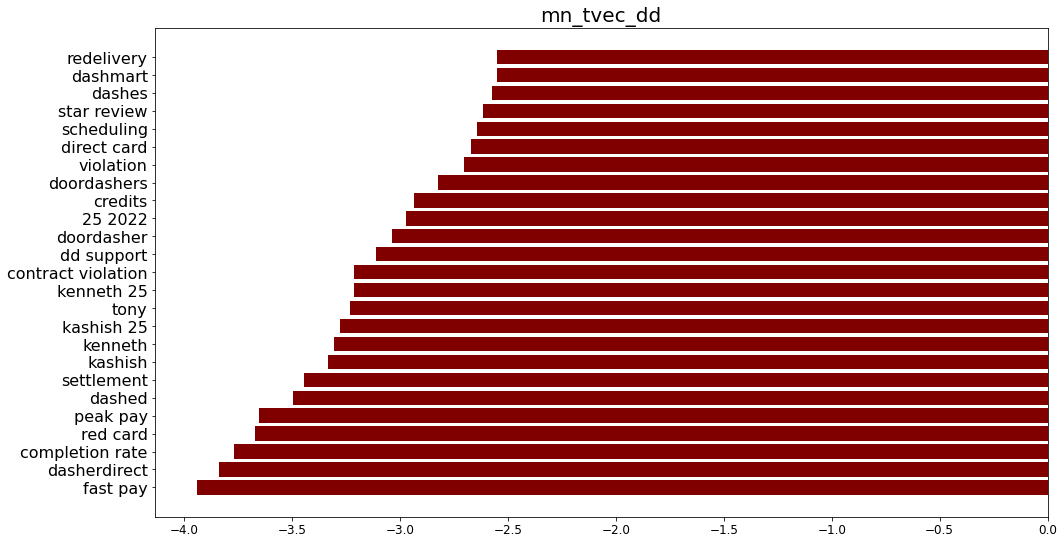 mn_tvec_dd
redelivery
dashmart
dashes
star review
scheduling
direct card
violation
doordashers
credits
25 2022
doordasher
dd support
contract violation
kenneth 25
tony
kashish 25
kenneth
kashish
settlement
dashed
peak pay
red card
completion rate
dasherdirect
fast pay
−4.0 −3.5 −3.0 −2.5 −2.0 −1.5 −1.0 −0.5 0.0